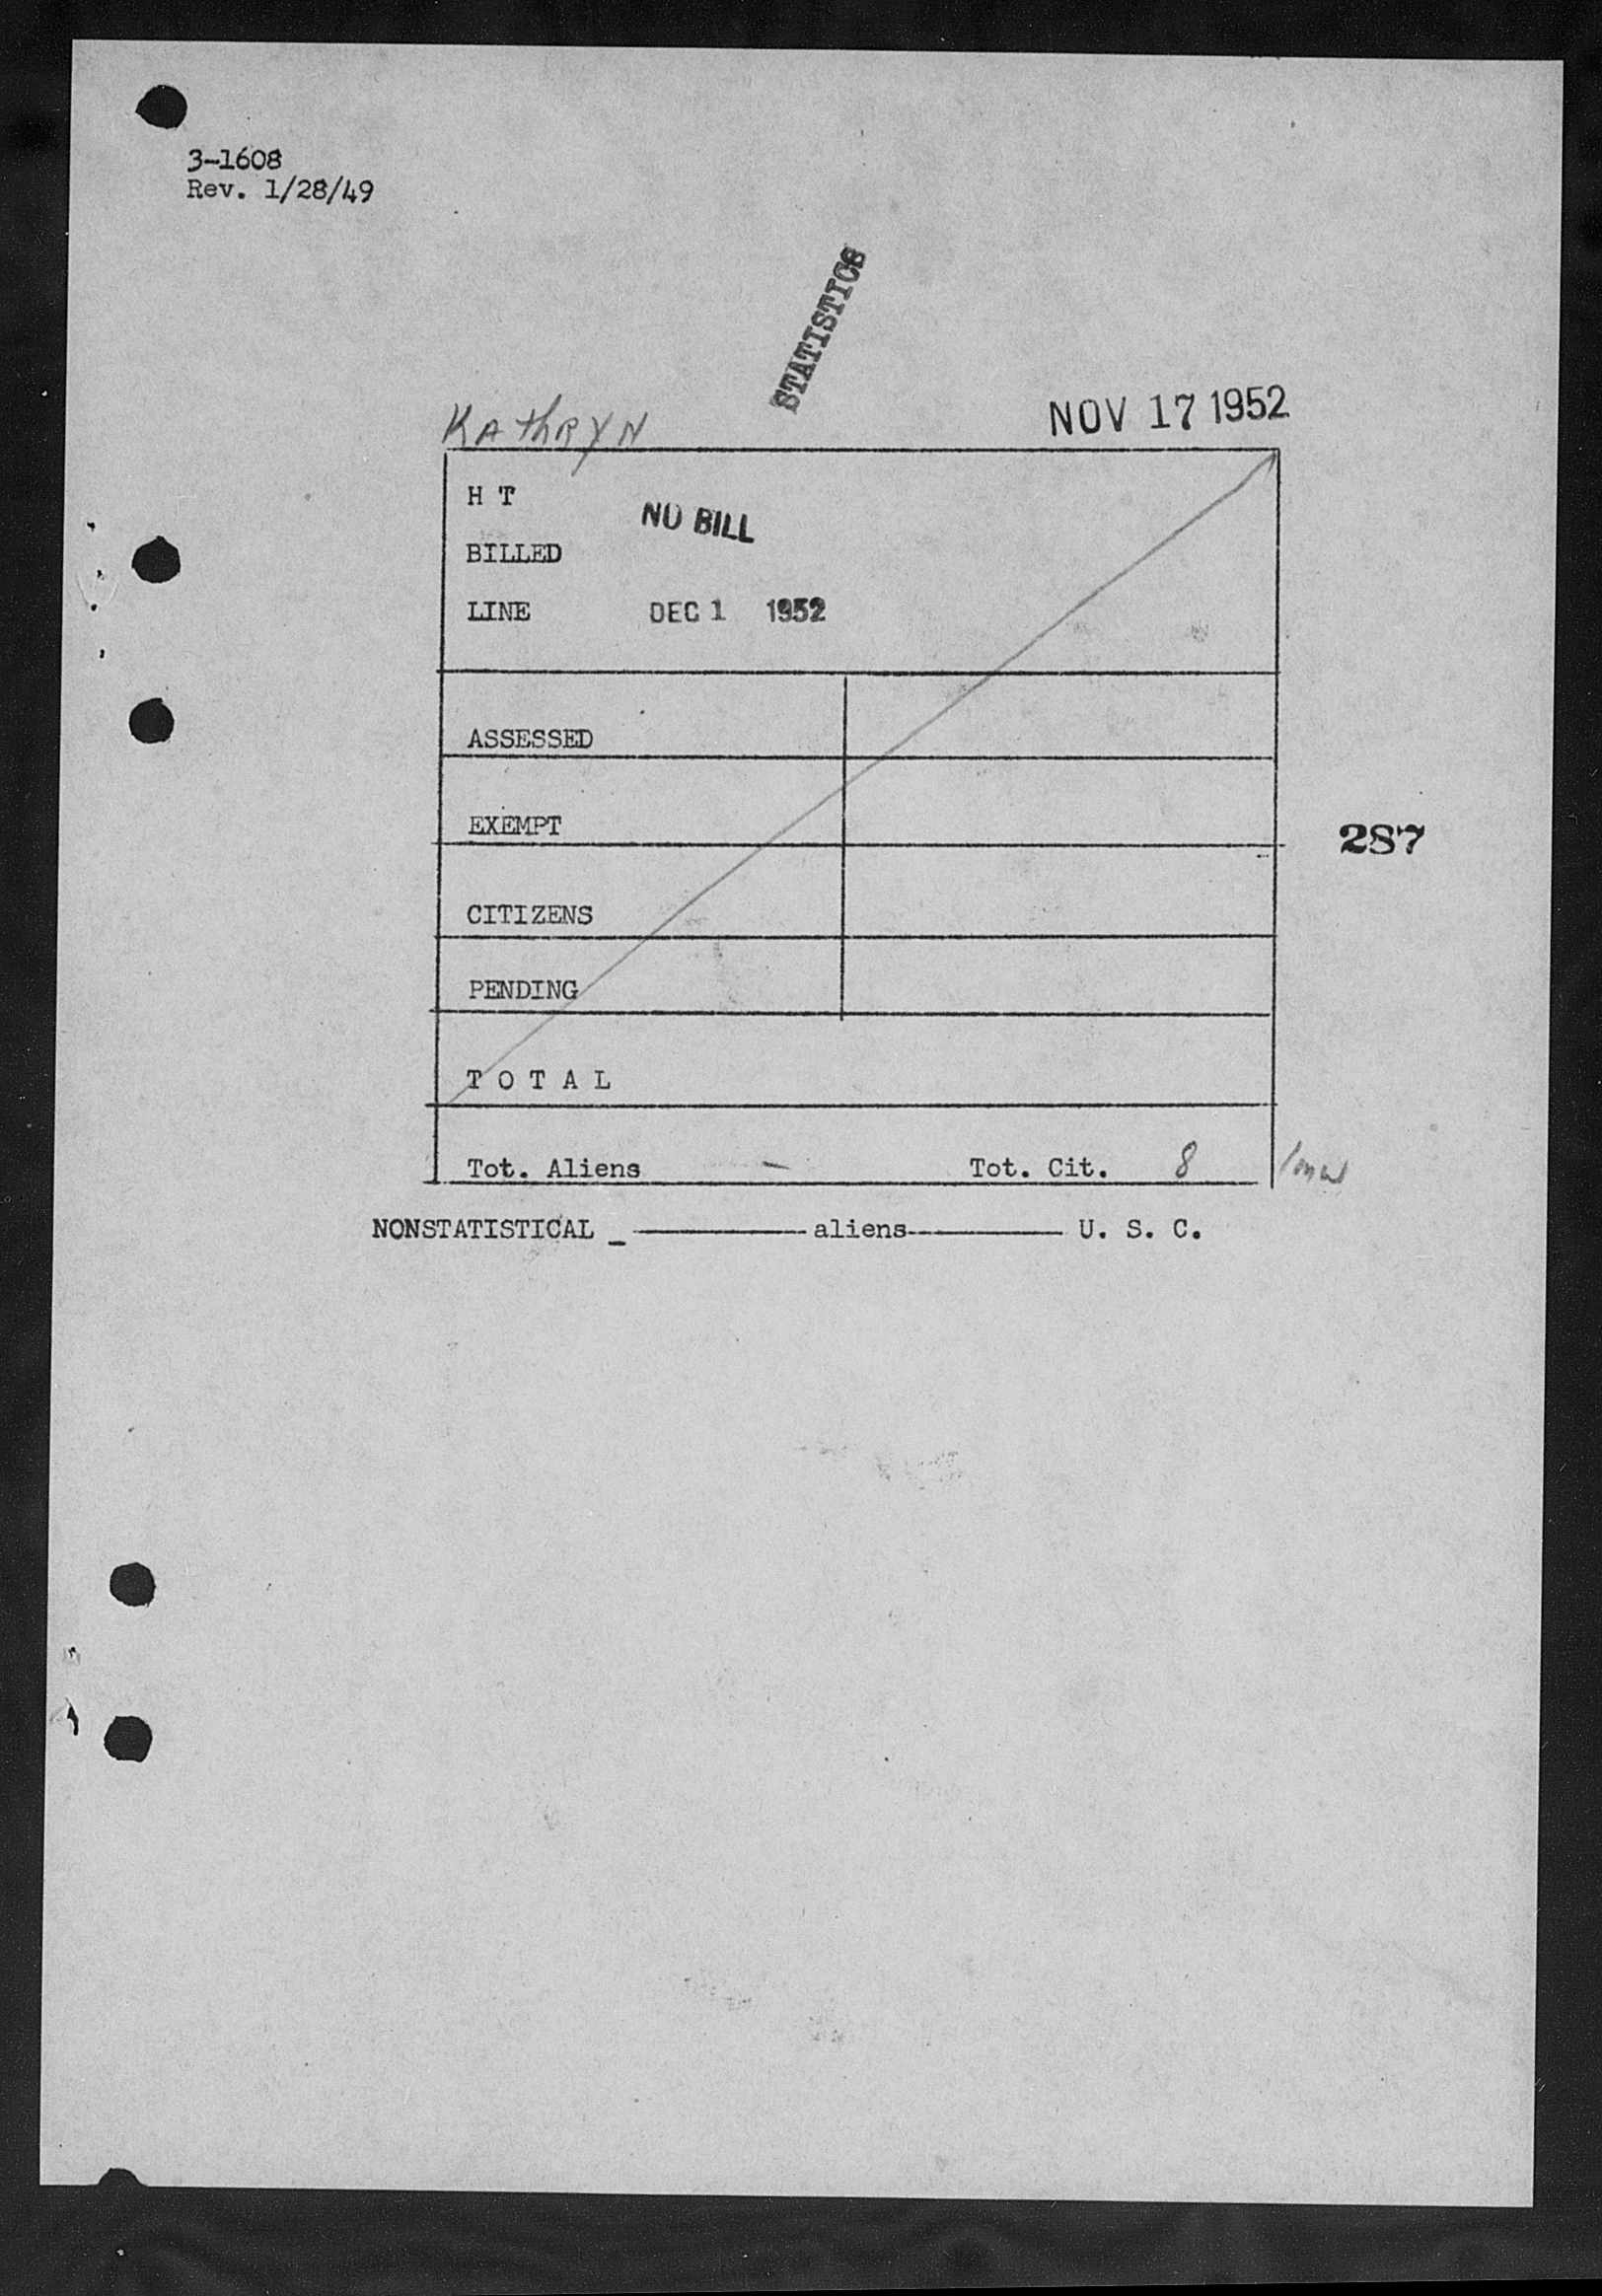 3-1608
Rev. 1/28/49
STATISTICS
KAThRYN
NOV 17 1952
H T
NO BILL
BILLED
LINE DEC 1 1952
ASSESSED
EXEMPT
287
CITIZENS
PENDING
T O T A L
Tot. Aliens - Tot. Cit. 8
NONSTATISTICAL _ aliens U. S. C.